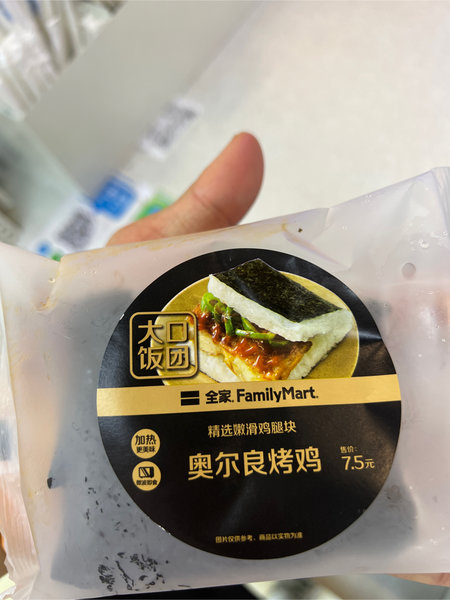 大口
饭团
全家 FamilyMart
精选嫩滑鸡腿块
加热
更美味
奥尔良烤鸡
售价:
7.5元
微波即食
图片仅供参考，商品以实物为准